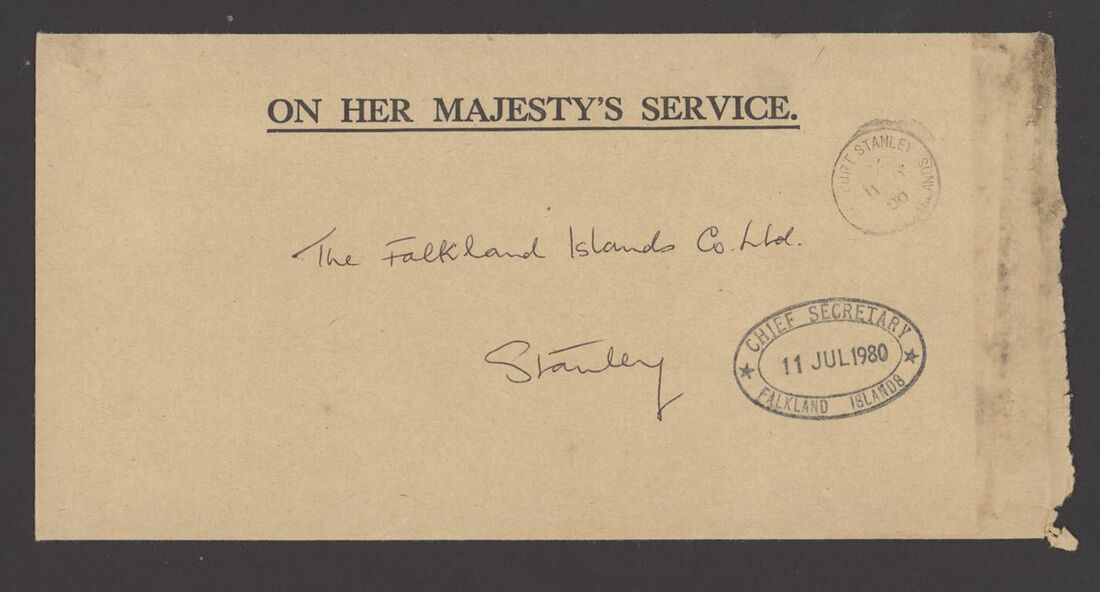 ON HER MAJESTY'S SERVICE.
PORT STANLEY
The Falkland Islands Co. Ltd.
Stanley
CHIEF SECRETARY
11 JUL 1980
FALKLAND ISLANDS